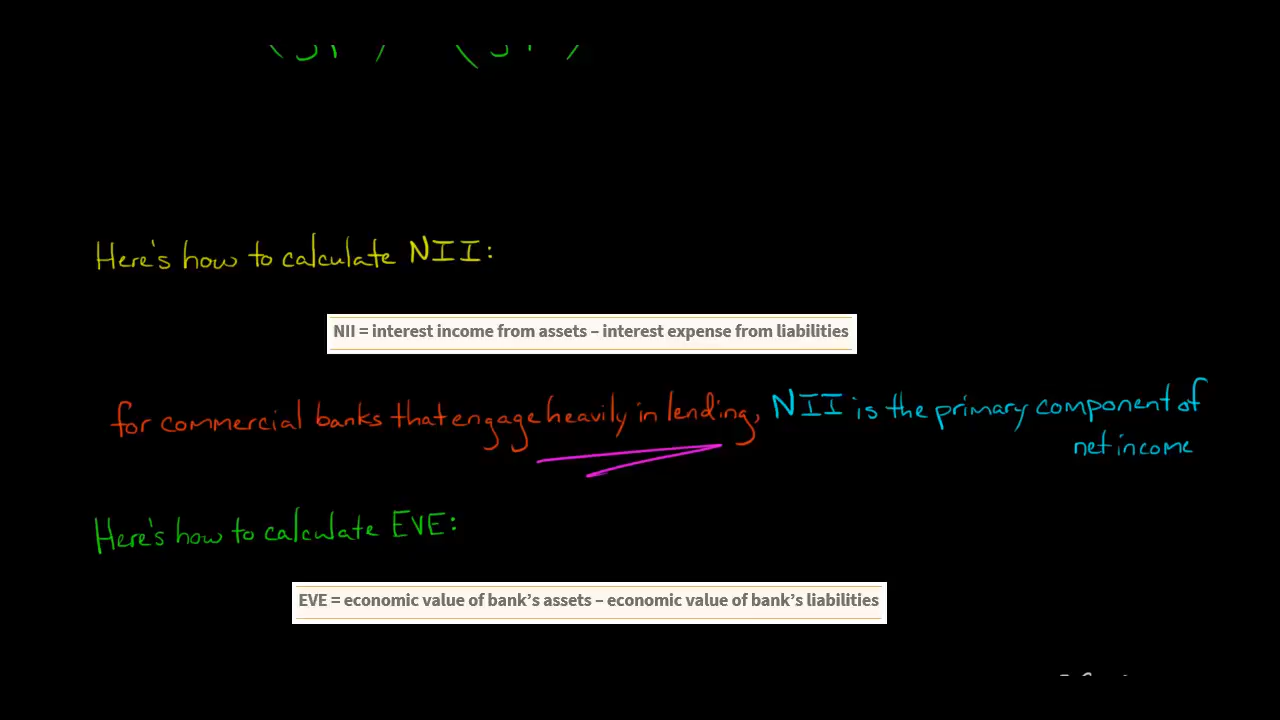 Here's how to calculate NII:
NII = interest income from assets – interest expense from liabilities
for commercial banks that engage heavily in lending, NII is the primary component of
net income
Here's how to calculate EVE:
EVE = economic value of bank's assets – economic value of bank's liabilities